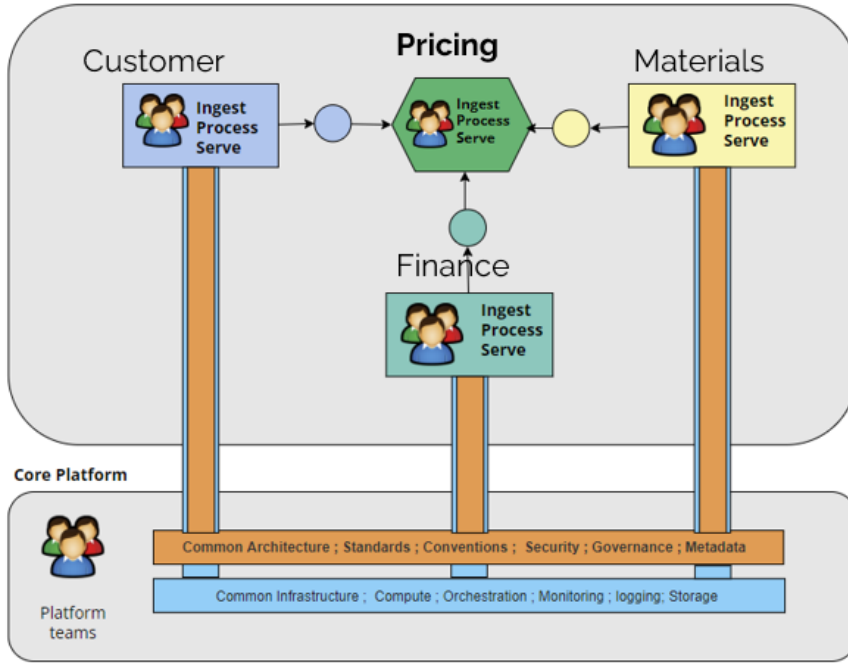 Pricing
Customer
Materials
Ingest
Process
Serve
Ingest
Process
Serve
Ingest
Process
Serve
Finance
Ingest
Process
Serve
Core Platform
Common Architecture ; Standards ; Conventions ; Security ; Governance ; Metadata
Common Infrastructure ; Compute ; Orchestration ; Monitoring ; logging; Storage
Platform
teams